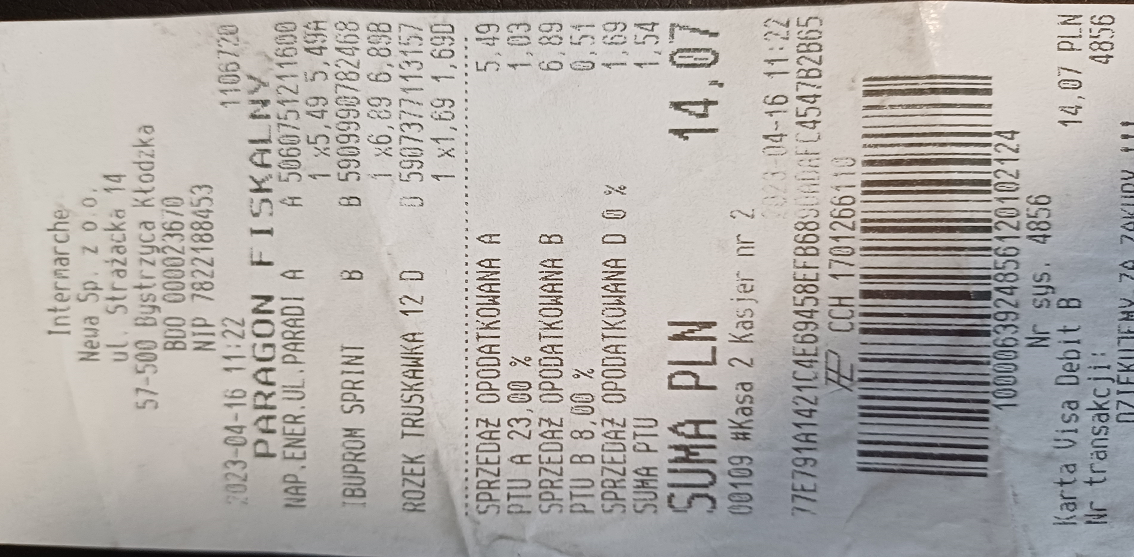 Intermarche
Newa Sp. z o.o.
ul. Strażacka 14
57-500 Bystrzyca Kłodzka
BDO 000023670
NIP 7822188453
2023-04-16 11:22 1106720
PARAGON FISKALNY
NAP.ENER.UL.PARADI A A 5060751211600
1 x5,49 5,49A
IBUPROM SPRINT B B 5909990782468
1 x6,89 6,89B
ROZEK TRUSKAWKA 12 D D 5907377113157
1 x1,69 1,69D
SPRZEDAŻ OPODATKOWANA A 5,49
PTU A 23,00 % 1,03
SPRZEDAŻ OPODATKOWANA B 6,89
PTU B 8,00 % 0,51
SPRZEDAŻ OPODATKOWANA D 0 % 1,69
SUMA PTU 1,54
SUMA PLN 14,07
00109 #Kasa 2 Kasjer nr 2
2023-04-16 11:22
CCH 1701266110
1000063924856120102124
Nr sys. 4856
Karta Visa Debit B 14,07 PLN
Nr transakcji: 4856
DZIĘKUJEMY ZA ZAKUPY !!!